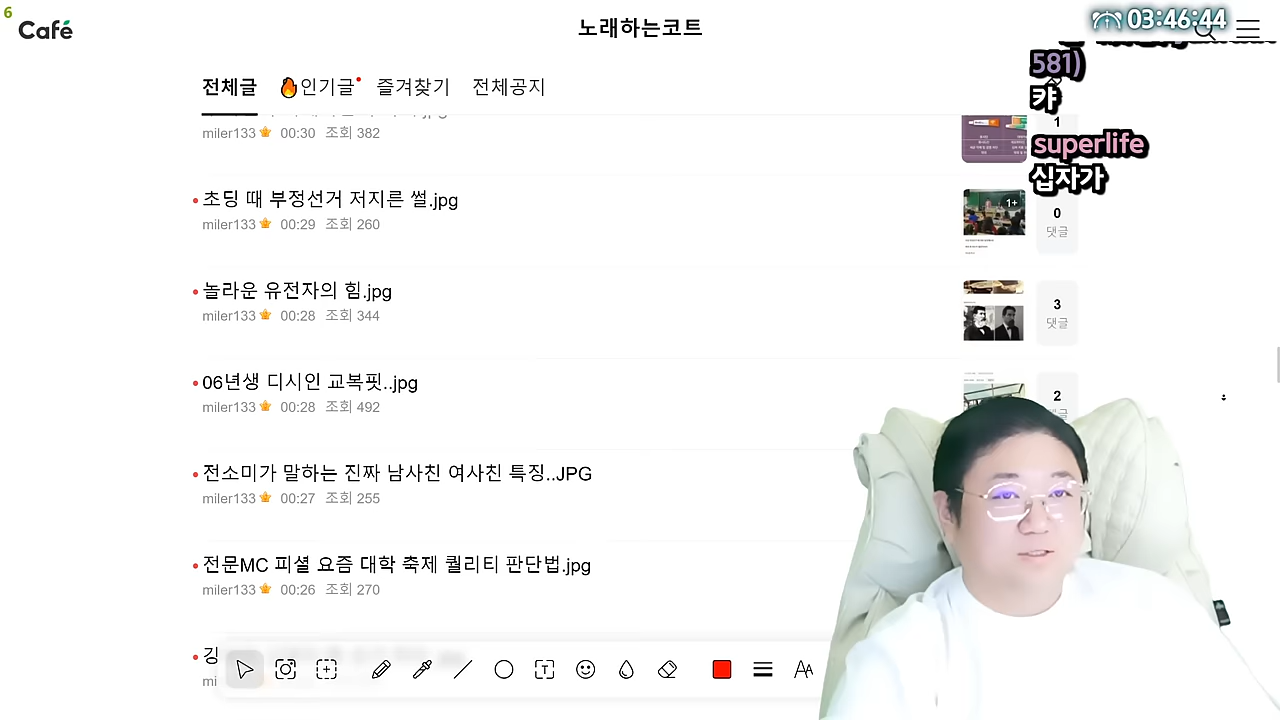 6
Café
노래하는코트
03:46:44
전체글 🔥인기글 즐겨찾기 전체공지
581)
캬
superlife
십자가
miler133 00:30 조회 382
1
초딩 때 부정선거 저지른 썰.jpg
miler133 00:29 조회 260
1+
0
댓글
놀라운 유전자의 힘.jpg
miler133 00:28 조회 344
3
댓글
06년생 디시인 교복핏..jpg
miler133 00:28 조회 492
2
전소미가 말하는 진짜 남사친 여사친 특징..JPG
miler133 00:27 조회 255
전문MC 피셜 요즘 대학 축제 퀄리티 판단법.jpg
miler133 00:26 조회 270
깅
mi
T
AA